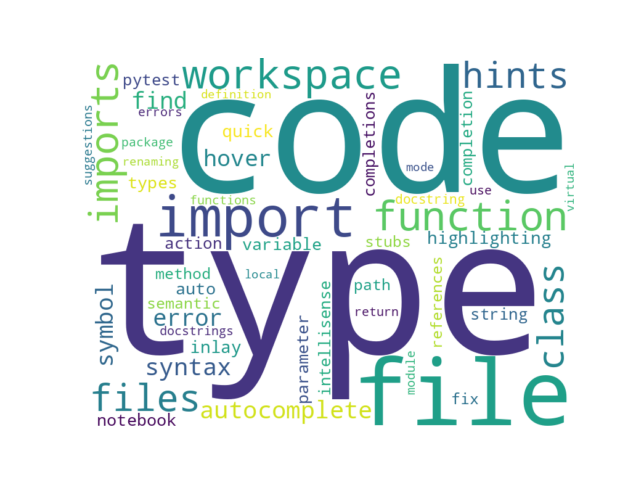 workspace
hints
pytest
definition
find
errors
imports
suggestions
package
renaming
types
quick
hover
code
completions
mode
completion
use
virtual
functions
docstring
import
function
action
variable
stubs
highlighting
type
method
local
auto
semantic
error
docstrings
inlay
symbol
syntax
path
return
intellisense
parameter
references
string
class
files
autocomplete
notebook
file
module
fix